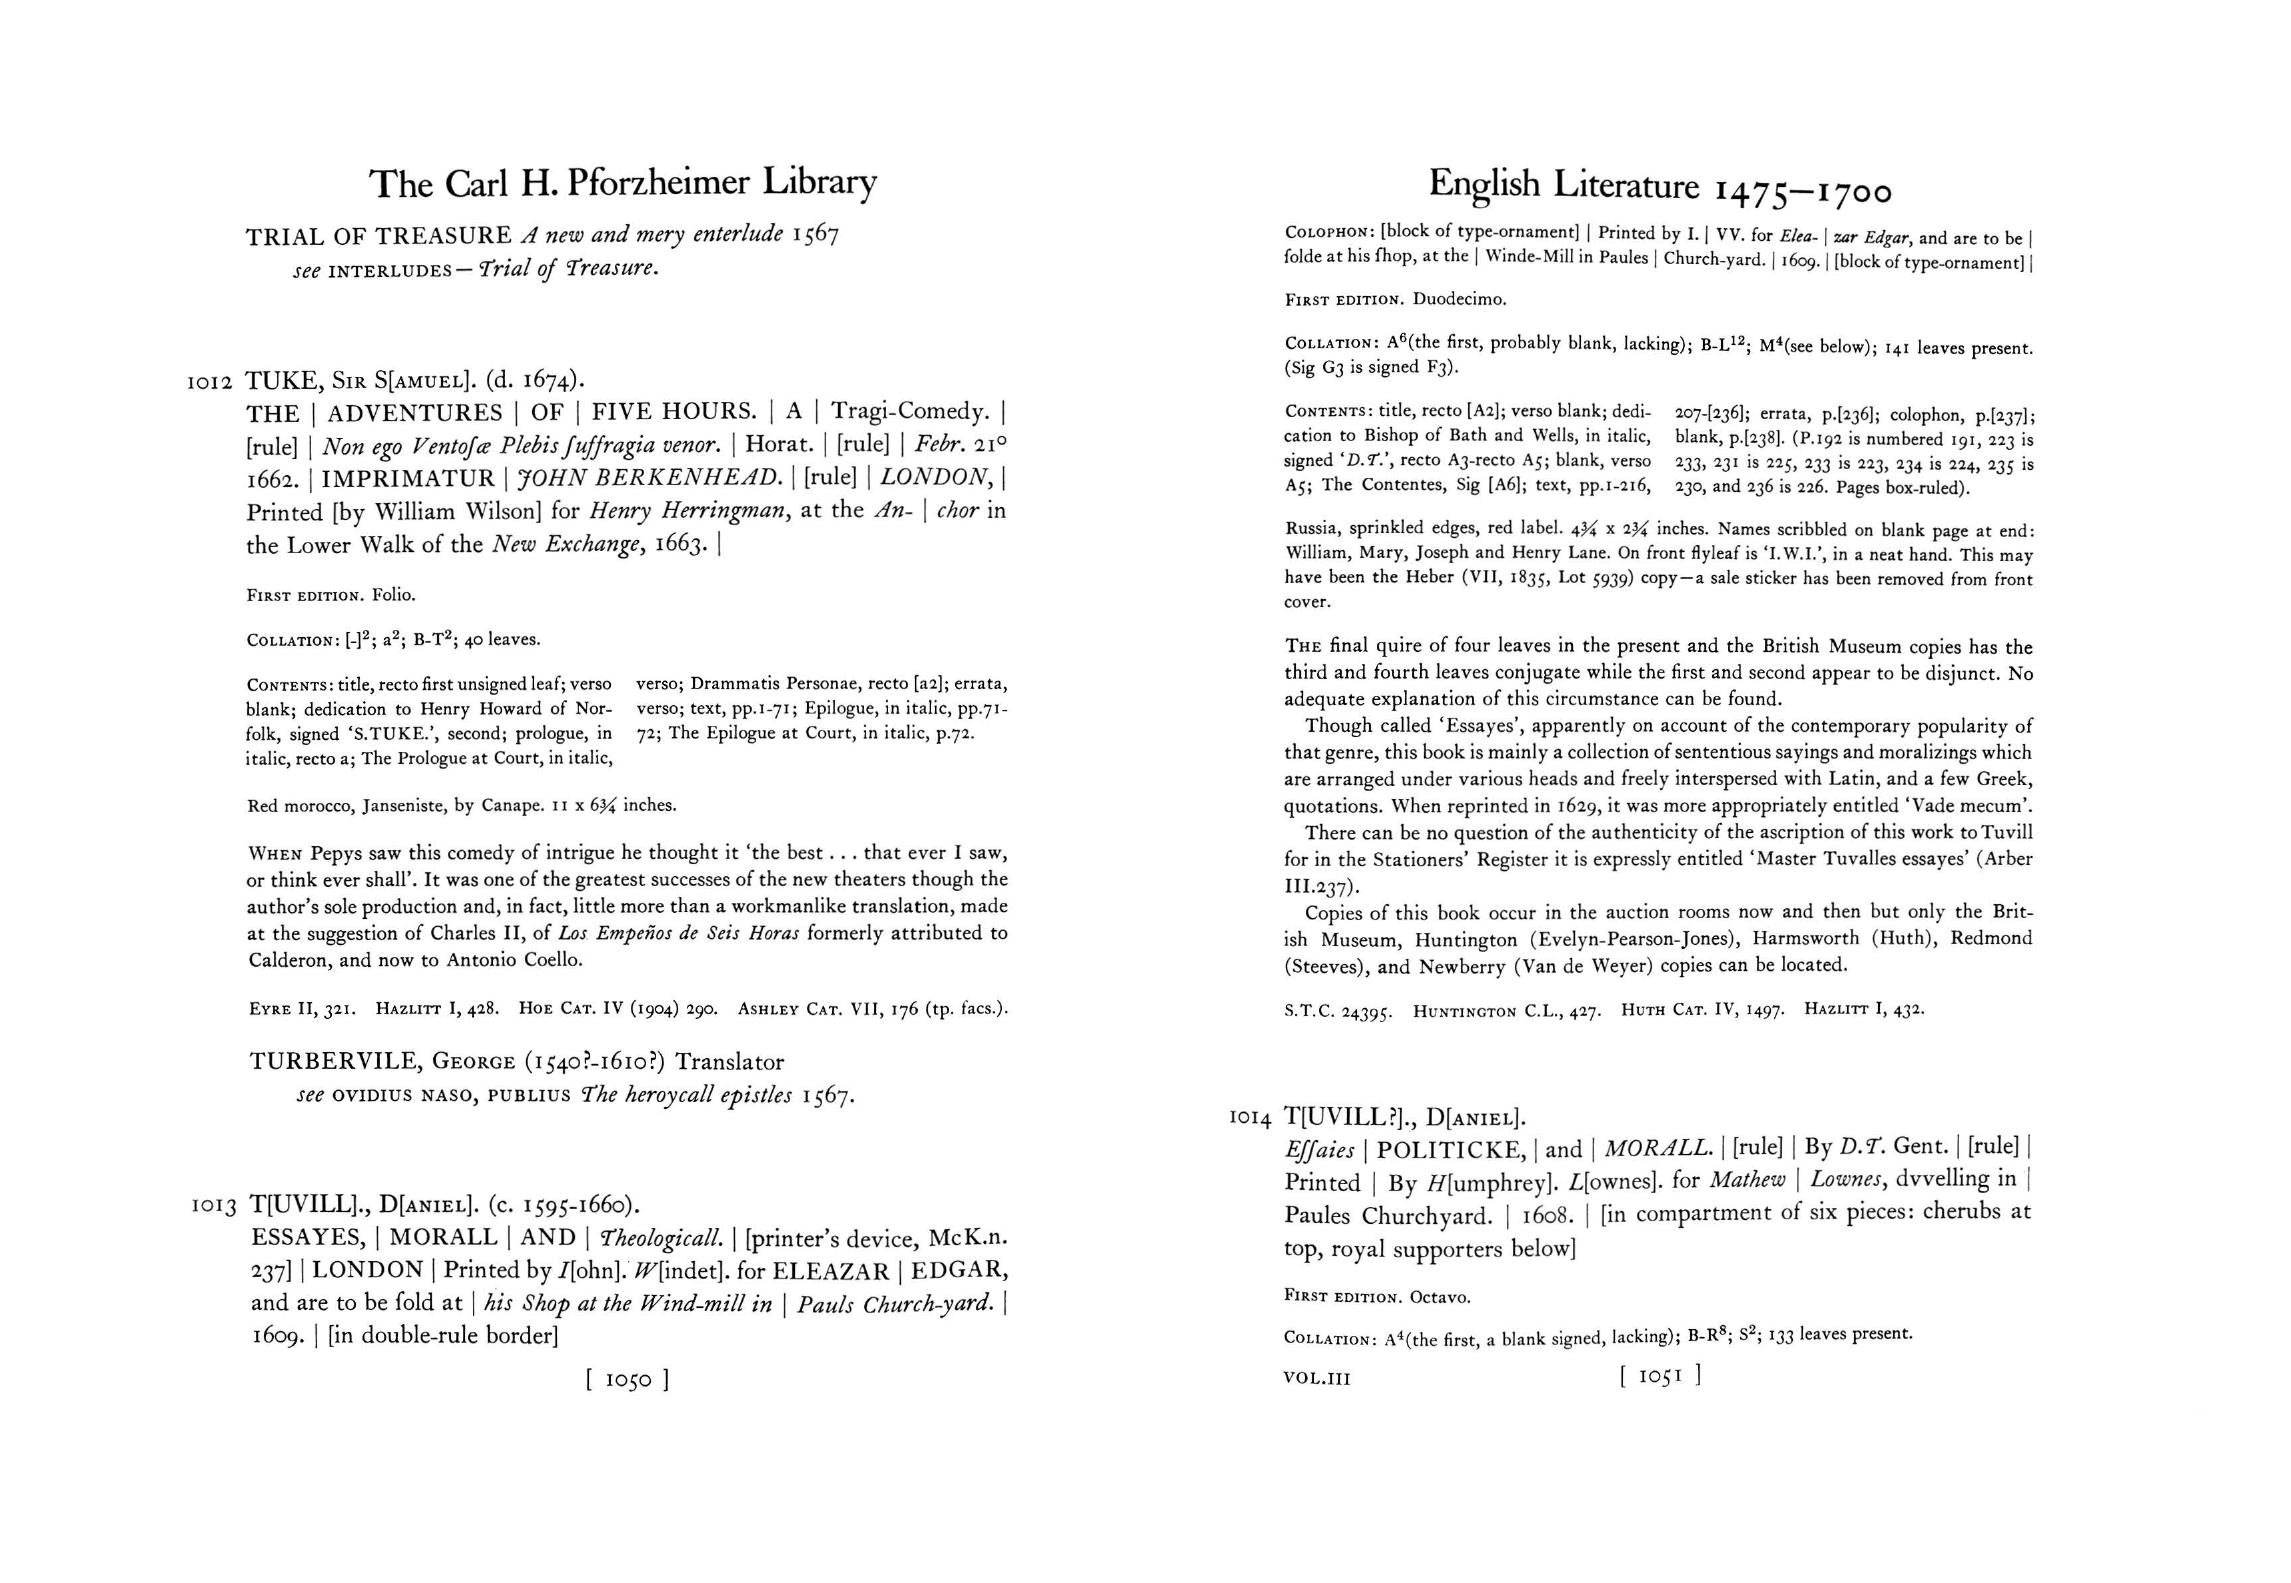 The Carl H. Pforzheimer Library
TRIAL OF TREASURE A new and mery enterlude 1567
see INTERLUDES— Trial of Treasure.
1012 TUKE, SIR S[AMUEL]. (d. 1674).
THE | ADVENTURES | OF | FIVE HOURS. | A | Tragi-Comedy. |
[rule] | Non ego Ventoſæ Plebis ſuffragia venor. | Horat. | [rule] | Febr. 21º
1662. | IMPRIMATUR | JOHN BERKENHEAD. | [rule] | LONDON, |
Printed [by William Wilson] for Henry Herringman, at the An- | chor in
the Lower Walk of the New Exchange, 1663. |
FIRST EDITION. Folio.
COLLATION: [-]²; a²; B-T²; 40 leaves.
CONTENTS: title, recto first unsigned leaf; verso
blank; dedication to Henry Howard of Nor-
folk, signed ‘S.TUKE.’, second; prologue, in
italic, recto a; The Prologue at Court, in italic,
verso; Drammatis Personae, recto [a2]; errata,
verso; text, pp.1-71; Epilogue, in italic, pp.71-
72; The Epilogue at Court, in italic, p.72.
Red morocco, Janseniste, by Canape. 11 x 6¾ inches.
WHEN Pepys saw this comedy of intrigue he thought it ‘the best . . . that ever I saw,
or think ever shall’. It was one of the greatest successes of the new theaters though the
author’s sole production and, in fact, little more than a workmanlike translation, made
at the suggestion of Charles II, of Los Empeños de Seis Horas formerly attributed to
Calderon, and now to Antonio Coello.
EYRE II, 321. HAZLITT I, 428. HOE CAT. IV (1904) 290. ASHLEY CAT. VII, 176 (tp. facs.).
TURBERVILE, GEORGE (1540?-1610?) Translator
see OVIDIUS NASO, PUBLIUS The heroycall epistles 1567.
1013 T[UVILL]., D[ANIEL]. (c. 1595-1660).
ESSAYES, | MORALL | AND | Theologicall. | [printer’s device, McK.n.
237] | LONDON | Printed by I[ohn]. W[indet]. for ELEAZAR | EDGAR,
and are to be ſold at | his Shop at the Wind-mill in | Pauls Church-yard. |
1609. | [in double-rule border]
[ 1050 ]
English Literature 1475—1700
COLOPHON: [block of type-ornament] | Printed by I. | VV. for Elea- | zar Edgar, and are to be |
ſolde at his ſhop, at the | Winde-Mill in Paules | Church-yard. | 1609. | [block of type-ornament] |
FIRST EDITION. Duodecimo.
COLLATION: A⁶(the first, probably blank, lacking); B-L¹²; M⁴(see below); 141 leaves present.
(Sig G3 is signed F3).
CONTENTS: title, recto [A2]; verso blank; dedi-
cation to Bishop of Bath and Wells, in italic,
signed ‘D.T.’, recto A3-recto A5; blank, verso
A5; The Contentes, Sig [A6]; text, pp.1-216,
207-[236]; errata, p.[236]; colophon, p.[237];
blank, p.[238]. (P.192 is numbered 191, 223 is
233, 231 is 225, 233 is 223, 234 is 224, 235 is
230, and 236 is 226. Pages box-ruled).
Russia, sprinkled edges, red label. 4¾ x 2¾ inches. Names scribbled on blank page at end:
William, Mary, Joseph and Henry Lane. On front flyleaf is ‘I.W.I.’, in a neat hand. This may
have been the Heber (VII, 1835, Lot 5939) copy—a sale sticker has been removed from front
cover.
THE final quire of four leaves in the present and the British Museum copies has the
third and fourth leaves conjugate while the first and second appear to be disjunct. No
adequate explanation of this circumstance can be found.
Though called ‘Essayes’, apparently on account of the contemporary popularity of
that genre, this book is mainly a collection of sententious sayings and moralizings which
are arranged under various heads and freely interspersed with Latin, and a few Greek,
quotations. When reprinted in 1629, it was more appropriately entitled ‘Vade mecum’.
There can be no question of the authenticity of the ascription of this work to Tuvill
for in the Stationers’ Register it is expressly entitled ‘Master Tuvalles essayes’ (Arber
III.237).
Copies of this book occur in the auction rooms now and then but only the Brit-
ish Museum, Huntington (Evelyn-Pearson-Jones), Harmsworth (Huth), Redmond
(Steeves), and Newberry (Van de Weyer) copies can be located.
S.T.C. 24395. HUNTINGTON C.L., 427. HUTH CAT. IV, 1497. HAZLITT I, 432.
1014 T[UVILL?]., D[ANIEL].
Eſſaies | POLITICKE, | and | MORALL. | [rule] | By D.T. Gent. | [rule] |
Printed | By H[umphrey]. L[ownes]. for Mathew | Lownes, dvvelling in |
Paules Churchyard. | 1608. | [in compartment of six pieces: cherubs at
top, royal supporters below]
FIRST EDITION. Octavo.
COLLATION: A⁴(the first, a blank signed, lacking); B-R⁸; S²; 133 leaves present.
VOL.III [ 1051 ]